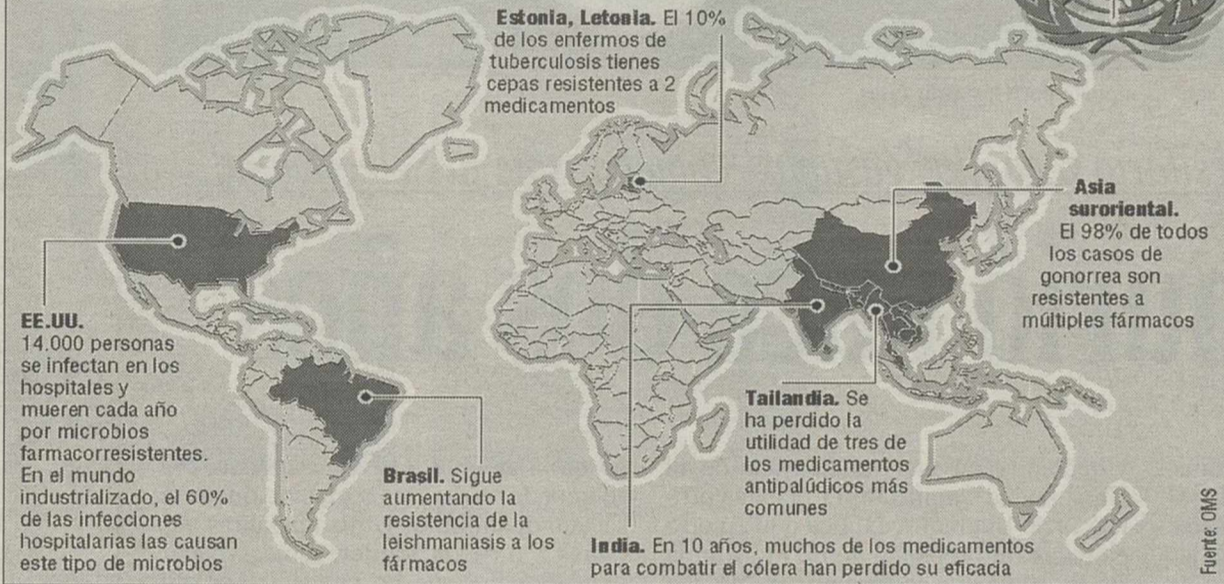 Estonia, Letonia. El 10%
de los enfermos de
tuberculosis tienes
cepas resistentes a 2
medicamentos
Asia
suroriental.
El 98% de todos
los casos de
gonorrea son
resistentes a
múltiples fármacos
EE.UU.
14.000 personas
se infectan en los
hospitales y
mueren cada año
por microbios
farmacorresistentes.
En el mundo
industrializado, el 60%
de las infecciones
hospitalarias las causan
este tipo de microbios
Brasil. Sigue
aumentando la
resistencia de la
leishmaniasis a los
fármacos
Tailandia. Se
ha perdido la
utilidad de tres de
los medicamentos
antipalúdicos más
comunes
India. En 10 años, muchos de los medicamentos
para combatir el cólera han perdido su eficacia
Fuente: OMS